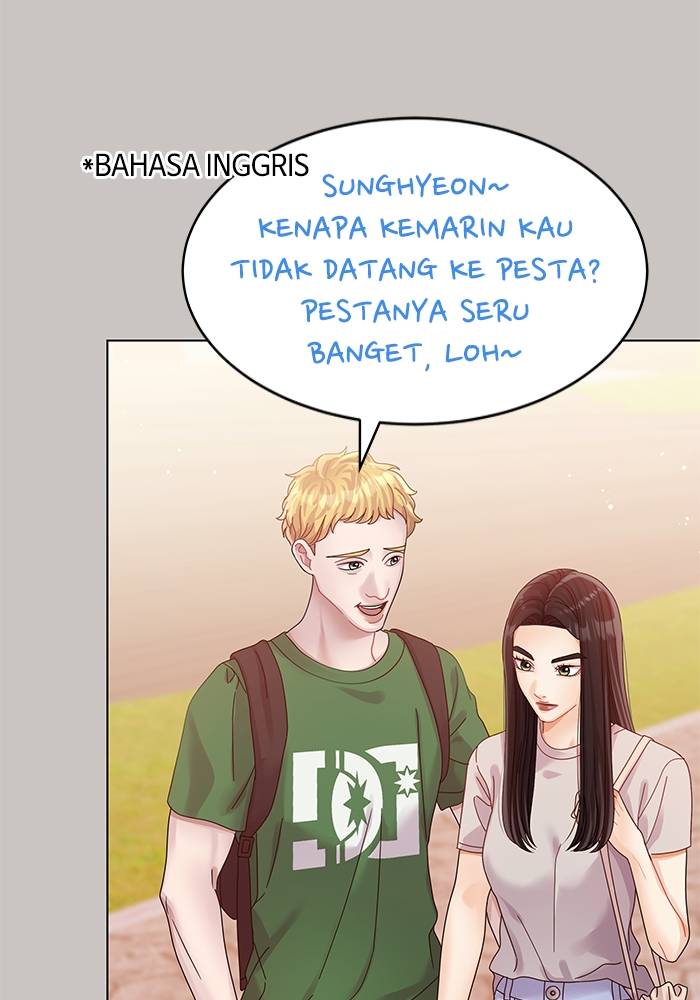 *BAHASA INGGRIS
SUNGHYEON~
KENAPA KEMARIN KAU
TIDAK DATANG KE PESTA?
PESTANYA SERU
BANGET, LOH~